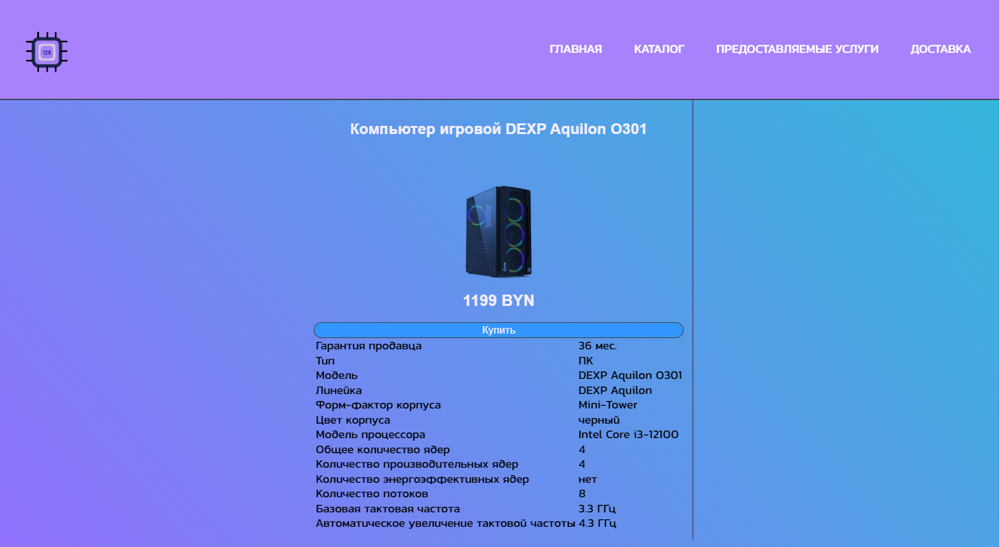 128
ГЛАВНАЯ КАТАЛОГ ПРЕДОСТАВЛЯЕМЫЕ УСЛУГИ ДОСТАВКА
Компьютер игровой DEXP Aquilon O301
1199 BYN
Купить
Гарантия продавца 36 мес.
Тип ПК
Модель DEXP Aquilon O301
Линейка DEXP Aquilon
Форм-фактор корпуса Mini-Tower
Цвет корпуса черный
Модель процессора Intel Core i3-12100
Общее количество ядер 4
Количество производительных ядер 4
Количество энергоэффективных ядер нет
Количество потоков 8
Базовая тактовая частота 3.3 ГГц
Автоматическое увеличение тактовой частоты 4.3 ГГц